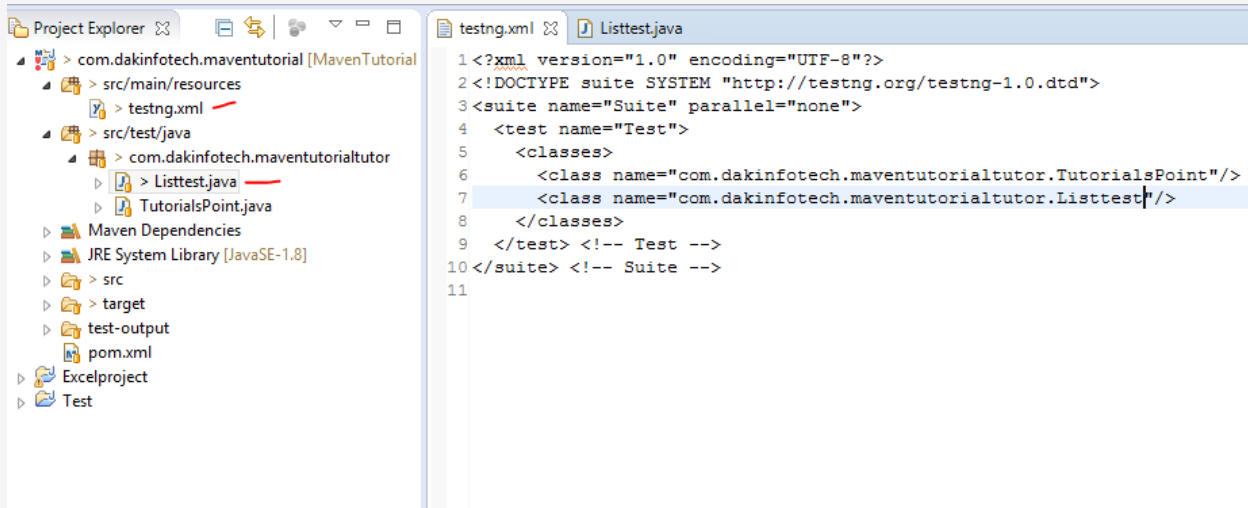 Project Explorer
> com.dakinfotech.maventutorial [MavenTutorial
> src/main/resources
> testng.xml
> src/test/java
> com.dakinfotech.maventutorialtutor
> Listtest.java
TutorialsPoint.java
Maven Dependencies
JRE System Library [JavaSE-1.8]
> src
> target
test-output
pom.xml
Excelproject
Test
testng.xml
Listtest.java
1 <?xml version="1.0" encoding="UTF-8"?>
2 <!DOCTYPE suite SYSTEM "http://testng.org/testng-1.0.dtd">
3 <suite name="Suite" parallel="none">
4 <test name="Test">
5 <classes>
6 <class name="com.dakinfotech.maventutorialtutor.TutorialsPoint"/>
7 <class name="com.dakinfotech.maventutorialtutor.Listtest"/>
8 </classes>
9 </test> <!-- Test -->
10 </suite> <!-- Suite -->
11